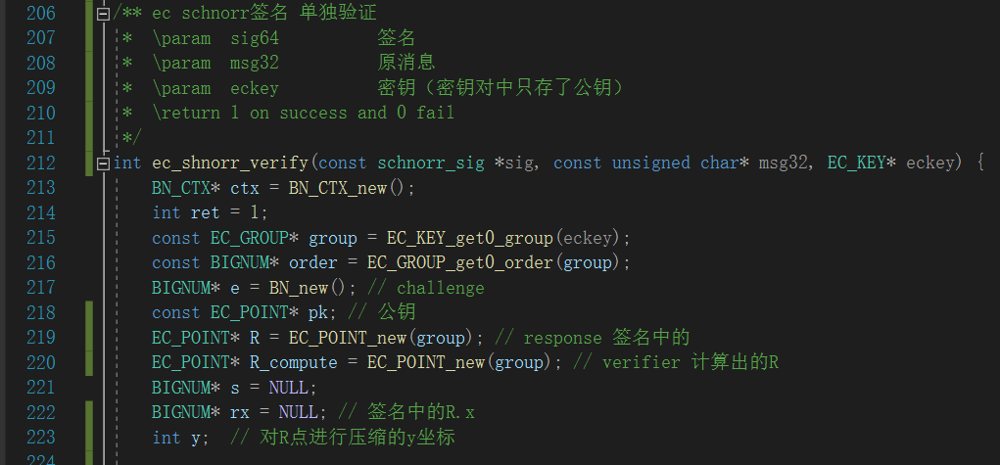 206 /** ec schnorr签名 单独验证
207 * \param sig64 签名
208 * \param msg32 原消息
209 * \param eckey 密钥（密钥对中只存了公钥）
210 * \return 1 on success and 0 fail
211 */
212 int ec_shnorr_verify(const schnorr_sig *sig, const unsigned char* msg32, EC_KEY* eckey) {
213 BN_CTX* ctx = BN_CTX_new();
214 int ret = 1;
215 const EC_GROUP* group = EC_KEY_get0_group(eckey);
216 const BIGNUM* order = EC_GROUP_get0_order(group);
217 BIGNUM* e = BN_new(); // challenge
218 const EC_POINT* pk; // 公钥
219 EC_POINT* R = EC_POINT_new(group); // response 签名中的
220 EC_POINT* R_compute = EC_POINT_new(group); // verifier 计算出的R
221 BIGNUM* s = NULL;
222 BIGNUM* rx = NULL; // 签名中的R.x
223 int y; // 对R点进行压缩的y坐标
224